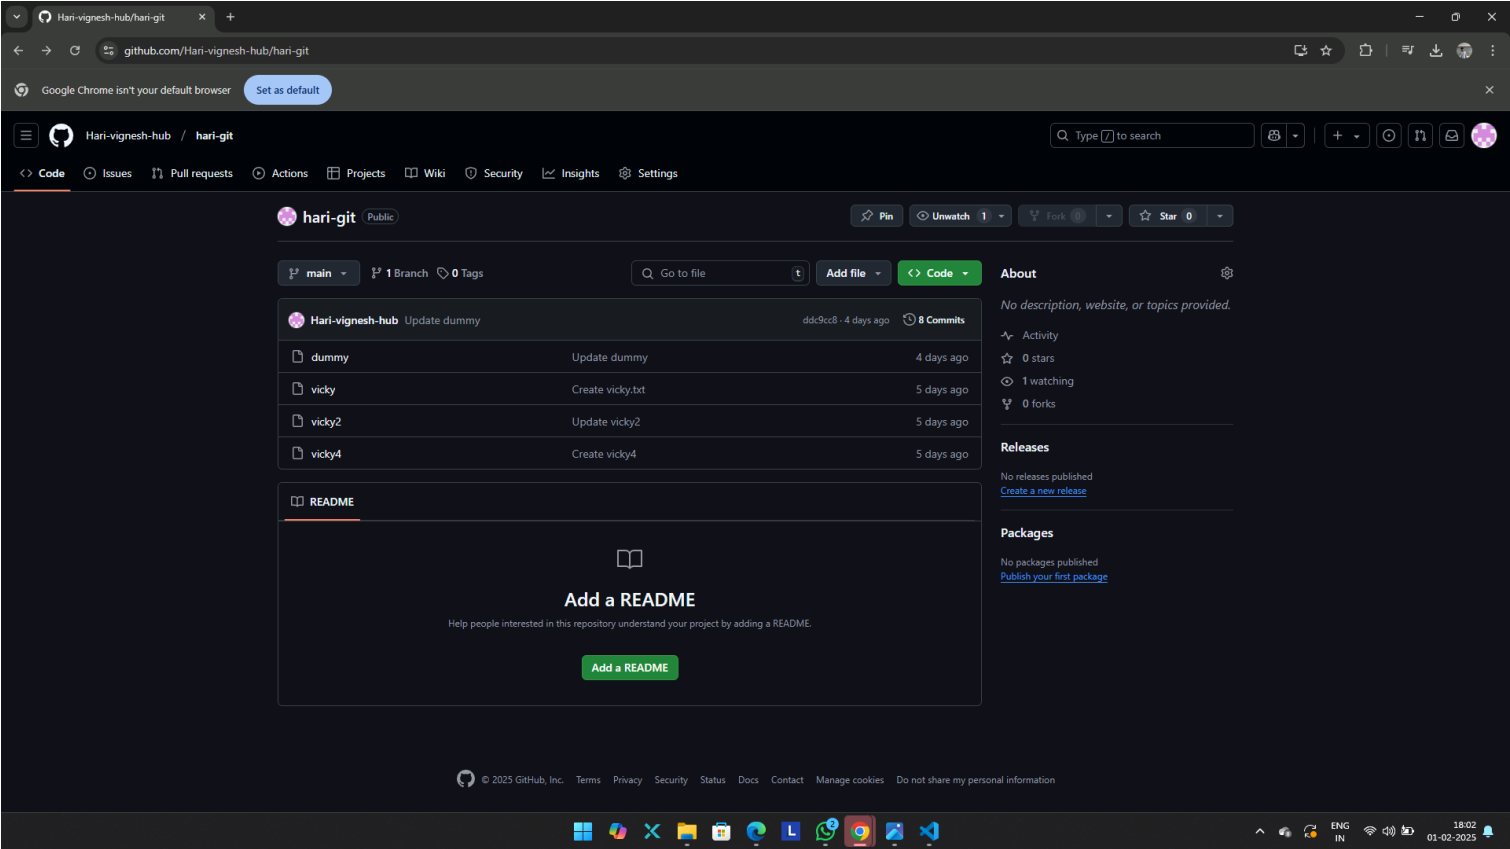 Hari-vignesh-hub/hari-git
github.com/Hari-vignesh-hub/hari-git
Google Chrome isn't your default browser Set as default
Hari-vignesh-hub / hari-git Type / to search
Code Issues Pull requests Actions Projects Wiki Security Insights Settings
hari-git Public Pin Unwatch 1 Fork 0 Star 0
main 1 Branch 0 Tags Go to file t Add file Code
Hari-vignesh-hub Update dummy ddc9cc8 · 4 days ago 8 Commits
dummy Update dummy 4 days ago
vicky Create vicky.txt 5 days ago
vicky2 Update vicky2 5 days ago
vicky4 Create vicky4 5 days ago
README
Add a README
Help people interested in this repository understand your project by adding a README.
Add a README
About
No description, website, or topics provided.
Activity
0 stars
1 watching
0 forks
Releases
No releases published
Create a new release
Packages
No packages published
Publish your first package
© 2025 GitHub, Inc. Terms Privacy Security Status Docs Contact Manage cookies Do not share my personal information
L 2
ENG
IN
18:02
01-02-2025